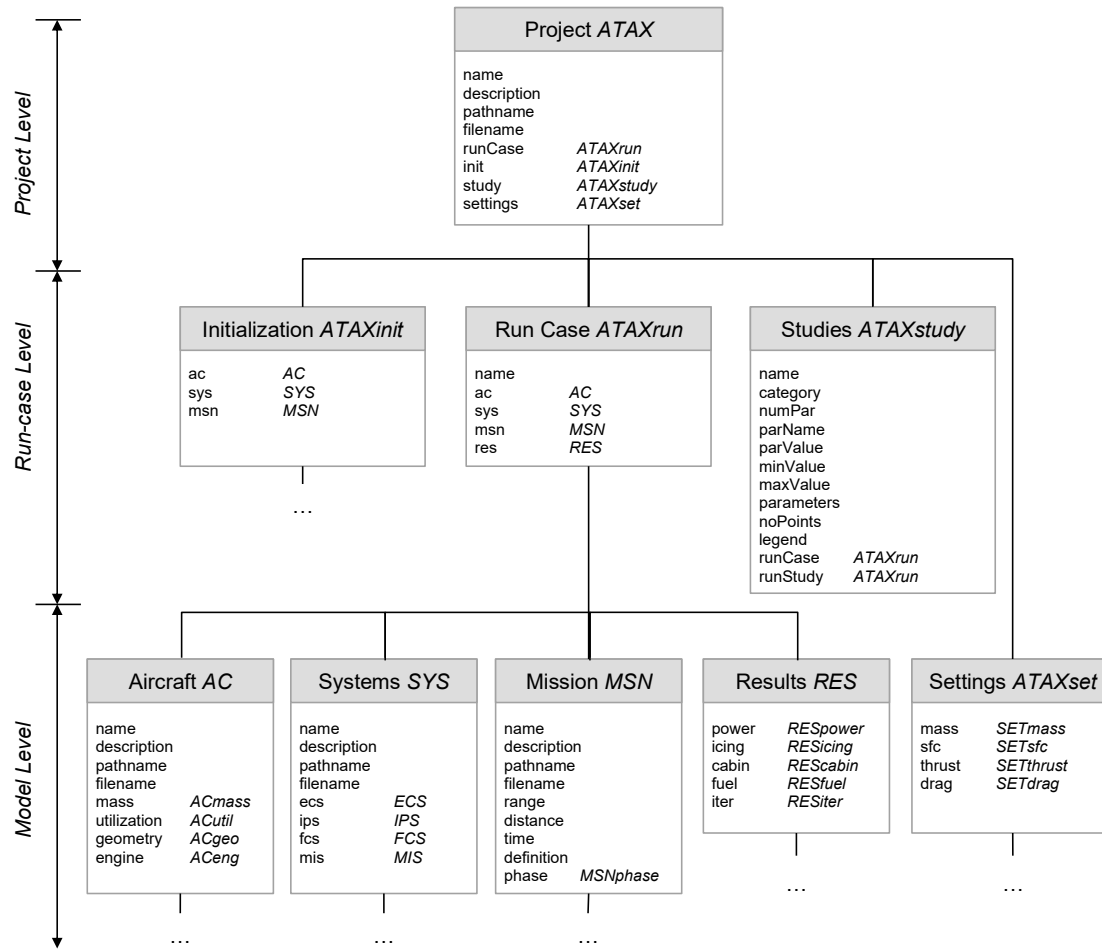 Project Level
Project ATAX
name
description
pathname
filename
runCase ATAXrun
init ATAXinit
study ATAXstudy
settings ATAXset
Run-case Level
Initialization ATAXinit
ac AC
sys SYS
msn MSN
…
Run Case ATAXrun
name
ac AC
sys SYS
msn MSN
res RES
Studies ATAXstudy
name
category
numPar
parName
parValue
minValue
maxValue
parameters
noPoints
legend
runCase ATAXrun
runStudy ATAXrun
Model Level
Aircraft AC
name
description
pathname
filename
mass ACmass
utilization ACutil
geometry ACgeo
engine ACeng
…
Systems SYS
name
description
pathname
filename
ecs ECS
ips IPS
fcs FCS
mis MIS
…
Mission MSN
name
description
pathname
filename
range
distance
time
definition
phase MSNphase
…
Results RES
power RESpower
icing RESicing
cabin REScabin
fuel RESfuel
iter RESiter
…
Settings ATAXset
mass SETmass
sfc SETsfc
thrust SETthrust
drag SETdrag
…